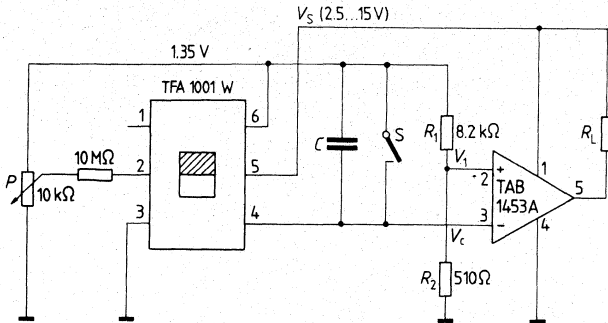 V_S (2.5...15 V)
1.35 V
TFA 1001 W
1
6
10 MΩ
2
5
P
10 kΩ
3
4
C
S
R_1
8.2 kΩ
V_1
R_L
+
2
1
TAB
1453A
5
3
−
4
V_c
R_2
510 Ω